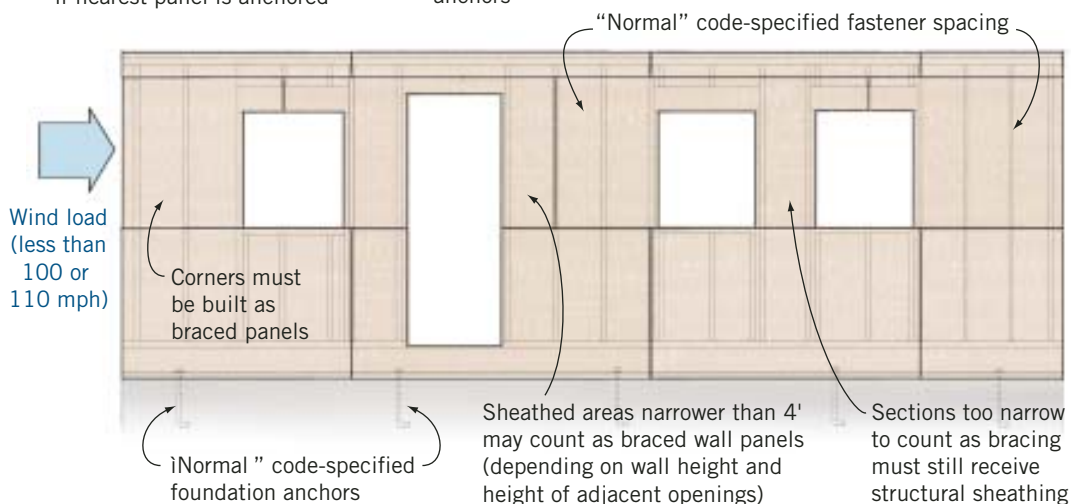 if nearest panel is anchored
anchors
“Normal” code-specified fastener spacing
Wind load
(less than
100 or
110 mph)
Corners must
be built as
braced panels
ìNormal ” code-specified
foundation anchors
Sheathed areas narrower than 4'
may count as braced wall panels
(depending on wall height and
height of adjacent openings)
Sections too narrow
to count as bracing
must still receive
structural sheathing